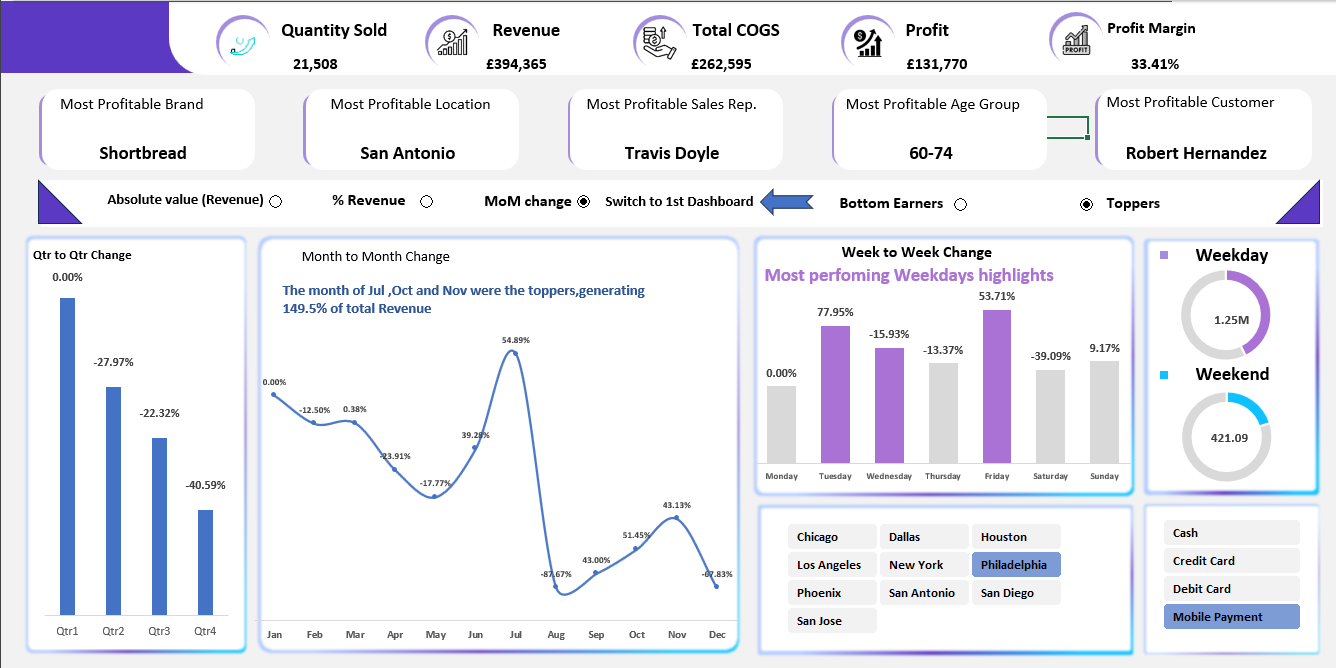 Quantity Sold
21,508
Revenue
£394,365
Total COGS
£262,595
Profit
£131,770
PROFIT
Profit Margin
33.41%
Most Profitable Brand
Shortbread
Most Profitable Location
San Antonio
Most Profitable Sales Rep.
Travis Doyle
Most Profitable Age Group
60-74
Most Profitable Customer
Robert Hernandez
Absolute value (Revenue)
% Revenue
MoM change
Switch to 1st Dashboard
Bottom Earners
Toppers
Qtr to Qtr Change
0.00%
-27.97%
-22.32%
-40.59%
Qtr1 Qtr2 Qtr3 Qtr4
Month to Month Change
The month of Jul ,Oct and Nov were the toppers,generating
149.5% of total Revenue
0.00%
-12.50%
0.38%
-23.91%
-17.77%
39.28%
54.89%
-87.67%
43.00%
51.45%
43.13%
-67.83%
Jan Feb Mar Apr May Jun Jul Aug Sep Oct Nov Dec
Week to Week Change
Most perfoming Weekdays highlights
0.00%
77.95%
-15.93%
-13.37%
53.71%
-39.09%
9.17%
Monday Tuesday Wednesday Thursday Friday Saturday Sunday
Weekday
1.25M
Weekend
421.09
Chicago Dallas Houston
Los Angeles New York Philadelphia
Phoenix San Antonio San Diego
San Jose
Cash
Credit Card
Debit Card
Mobile Payment